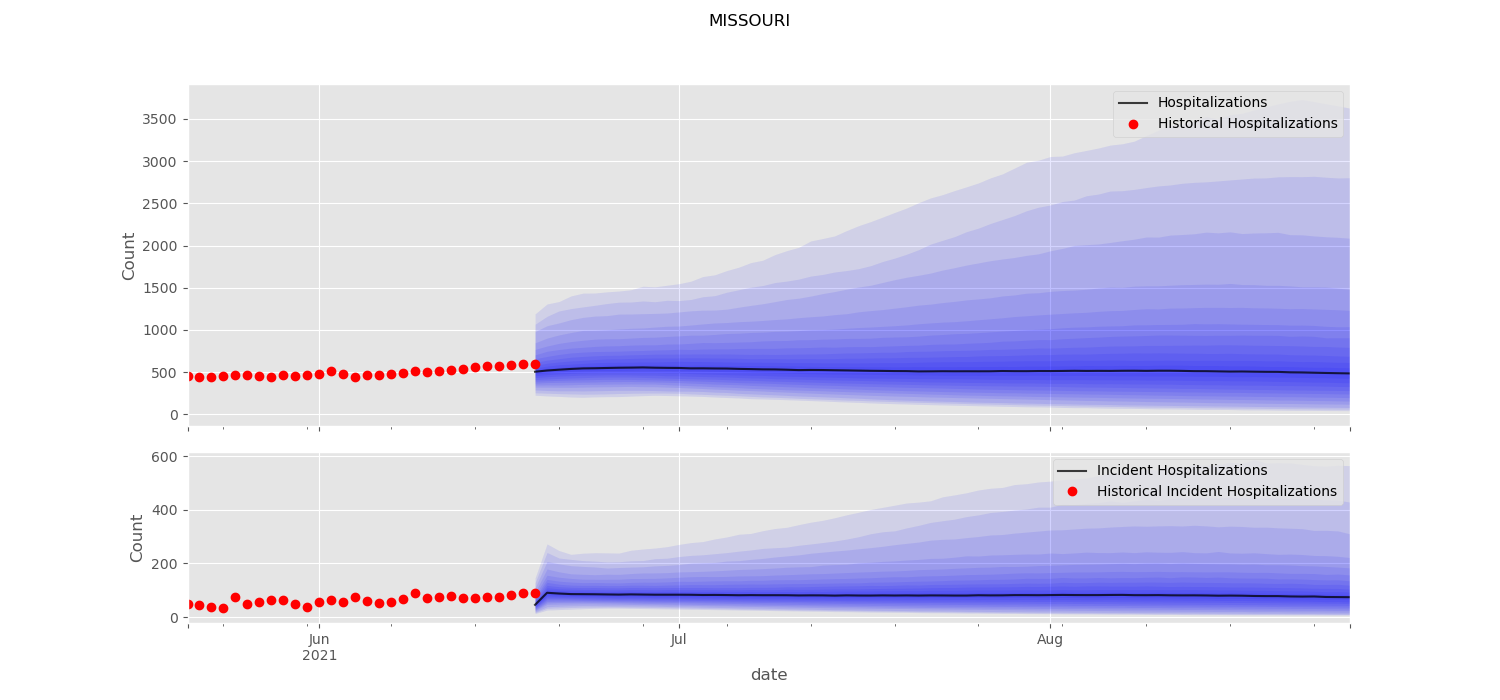 MISSOURI
Hospitalizations
Historical Hospitalizations
3500
3000
2500
2000
1500
1000
500
0
Count
Incident Hospitalizations
Historical Incident Hospitalizations
600
400
200
0
Count
Jun
2021
Jul
Aug
date